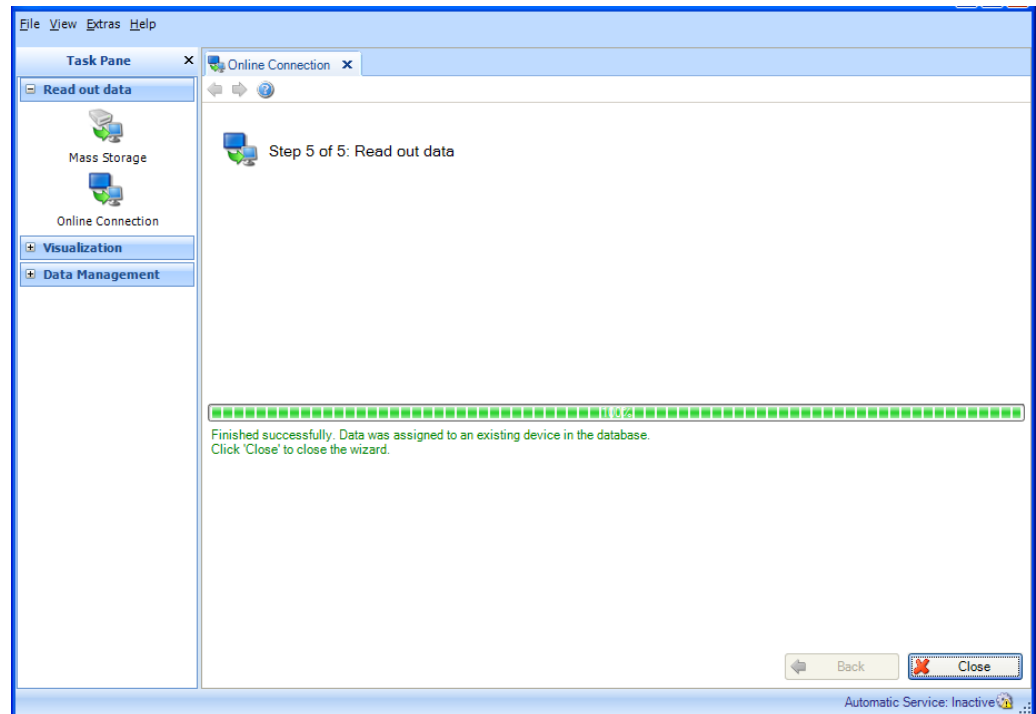 File View Extras Help
Task Pane
Online Connection
Read out data
Mass Storage
Online Connection
Visualization
Data Management
Step 5 of 5: Read out data
100%
Finished successfully. Data was assigned to an existing device in the database.
Click 'Close' to close the wizard.
Back
Close
Automatic Service: Inactive